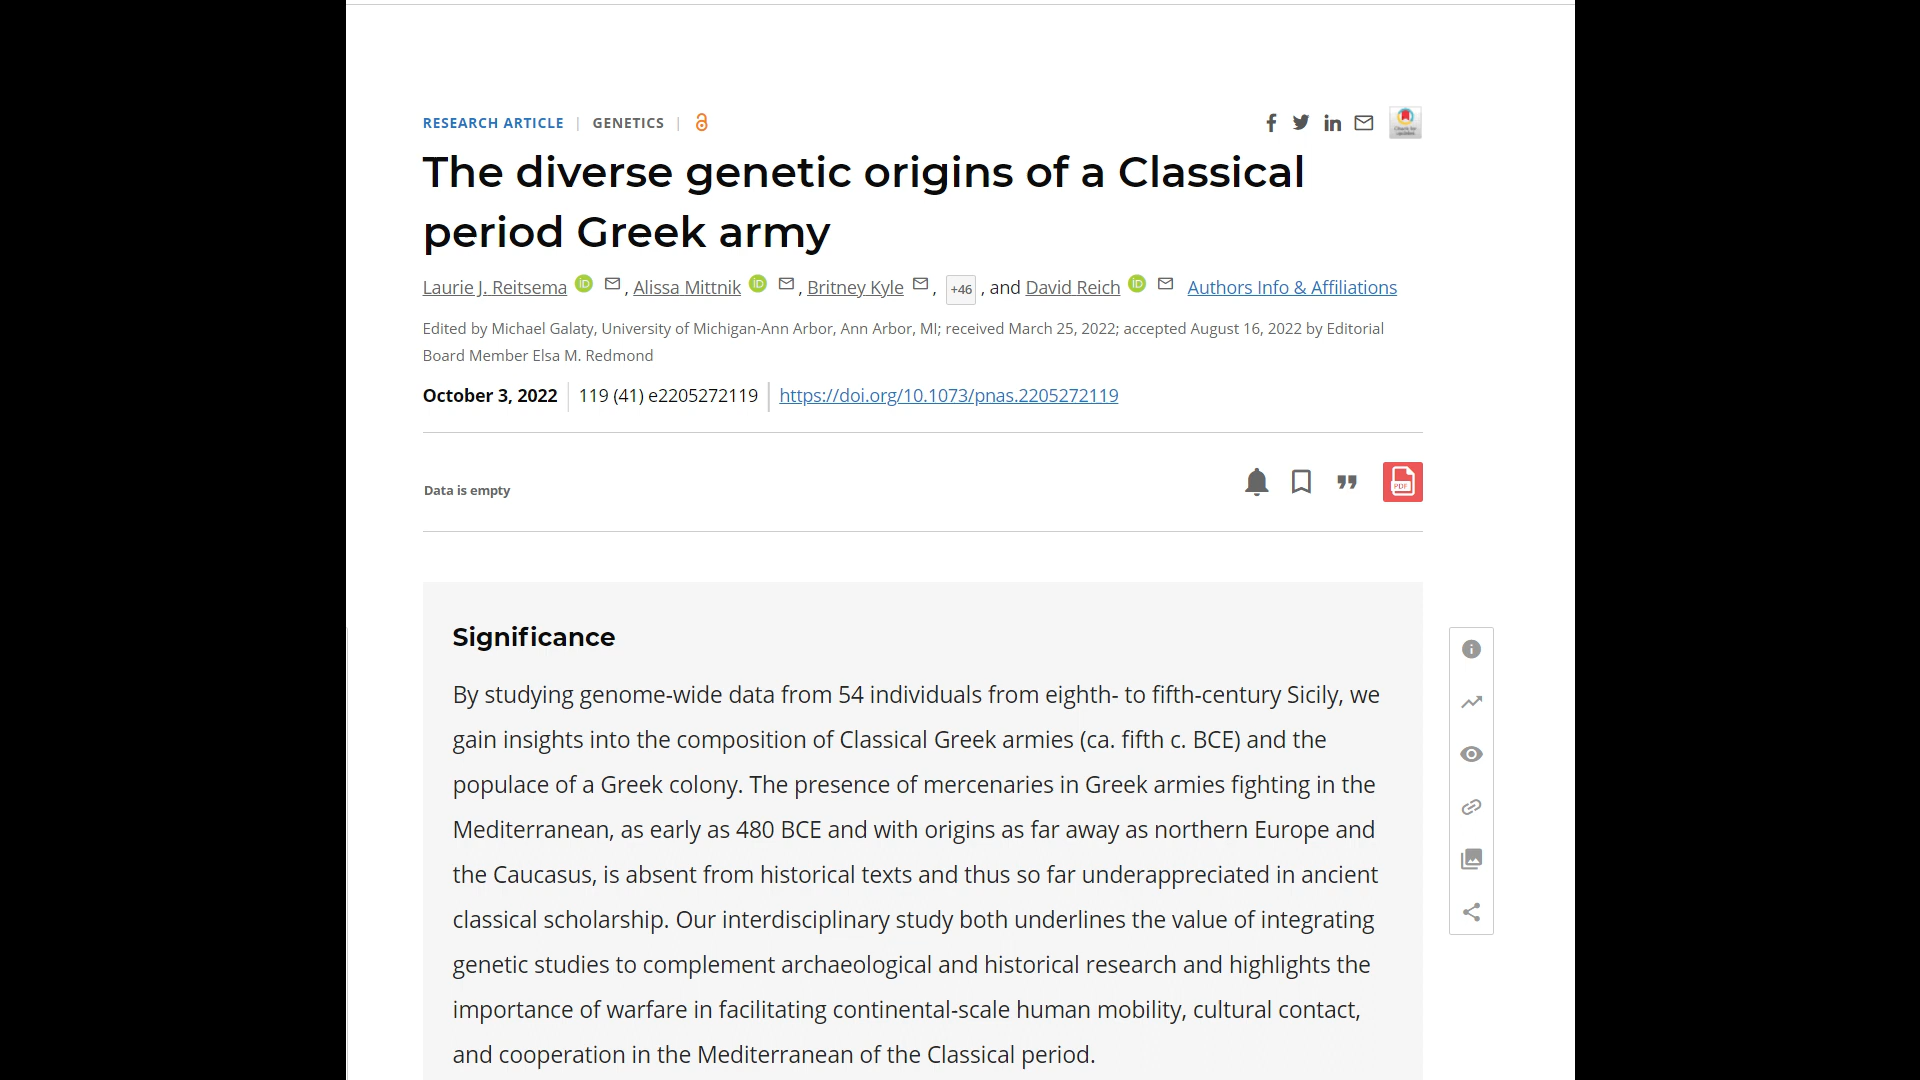 RESEARCH ARTICLE | GENETICS |
The diverse genetic origins of a Classical
period Greek army
Laurie J. Reitsema iD , Alissa Mittnik iD , Britney Kyle , +46 , and David Reich iD Authors Info & Affiliations
Edited by Michael Galaty, University of Michigan-Ann Arbor, Ann Arbor, MI; received March 25, 2022; accepted August 16, 2022 by Editorial
Board Member Elsa M. Redmond
October 3, 2022 | 119 (41) e2205272119 | https://doi.org/10.1073/pnas.2205272119
Data is empty
PDF
Significance
By studying genome-wide data from 54 individuals from eighth- to fifth-century Sicily, we
gain insights into the composition of Classical Greek armies (ca. fifth c. BCE) and the
populace of a Greek colony. The presence of mercenaries in Greek armies fighting in the
Mediterranean, as early as 480 BCE and with origins as far away as northern Europe and
the Caucasus, is absent from historical texts and thus so far underappreciated in ancient
classical scholarship. Our interdisciplinary study both underlines the value of integrating
genetic studies to complement archaeological and historical research and highlights the
importance of warfare in facilitating continental-scale human mobility, cultural contact,
and cooperation in the Mediterranean of the Classical period.